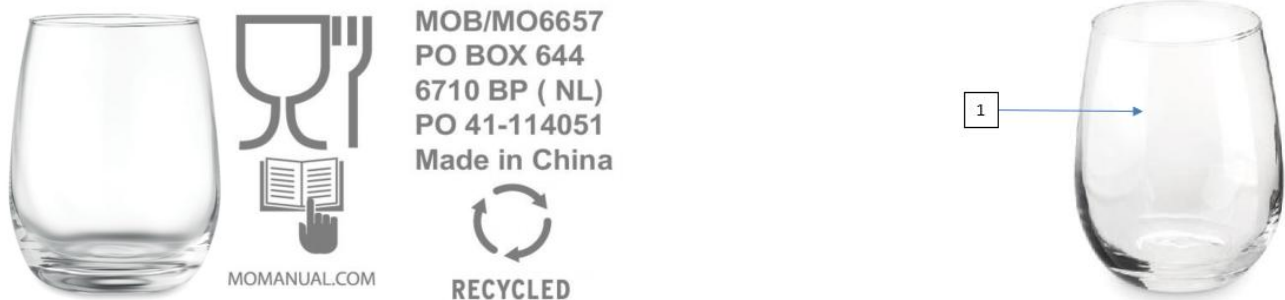 MOB/MO6657
PO BOX 644
6710 BP ( NL)
PO 41-114051
Made in China
MOMANUAL.COM
RECYCLED
1